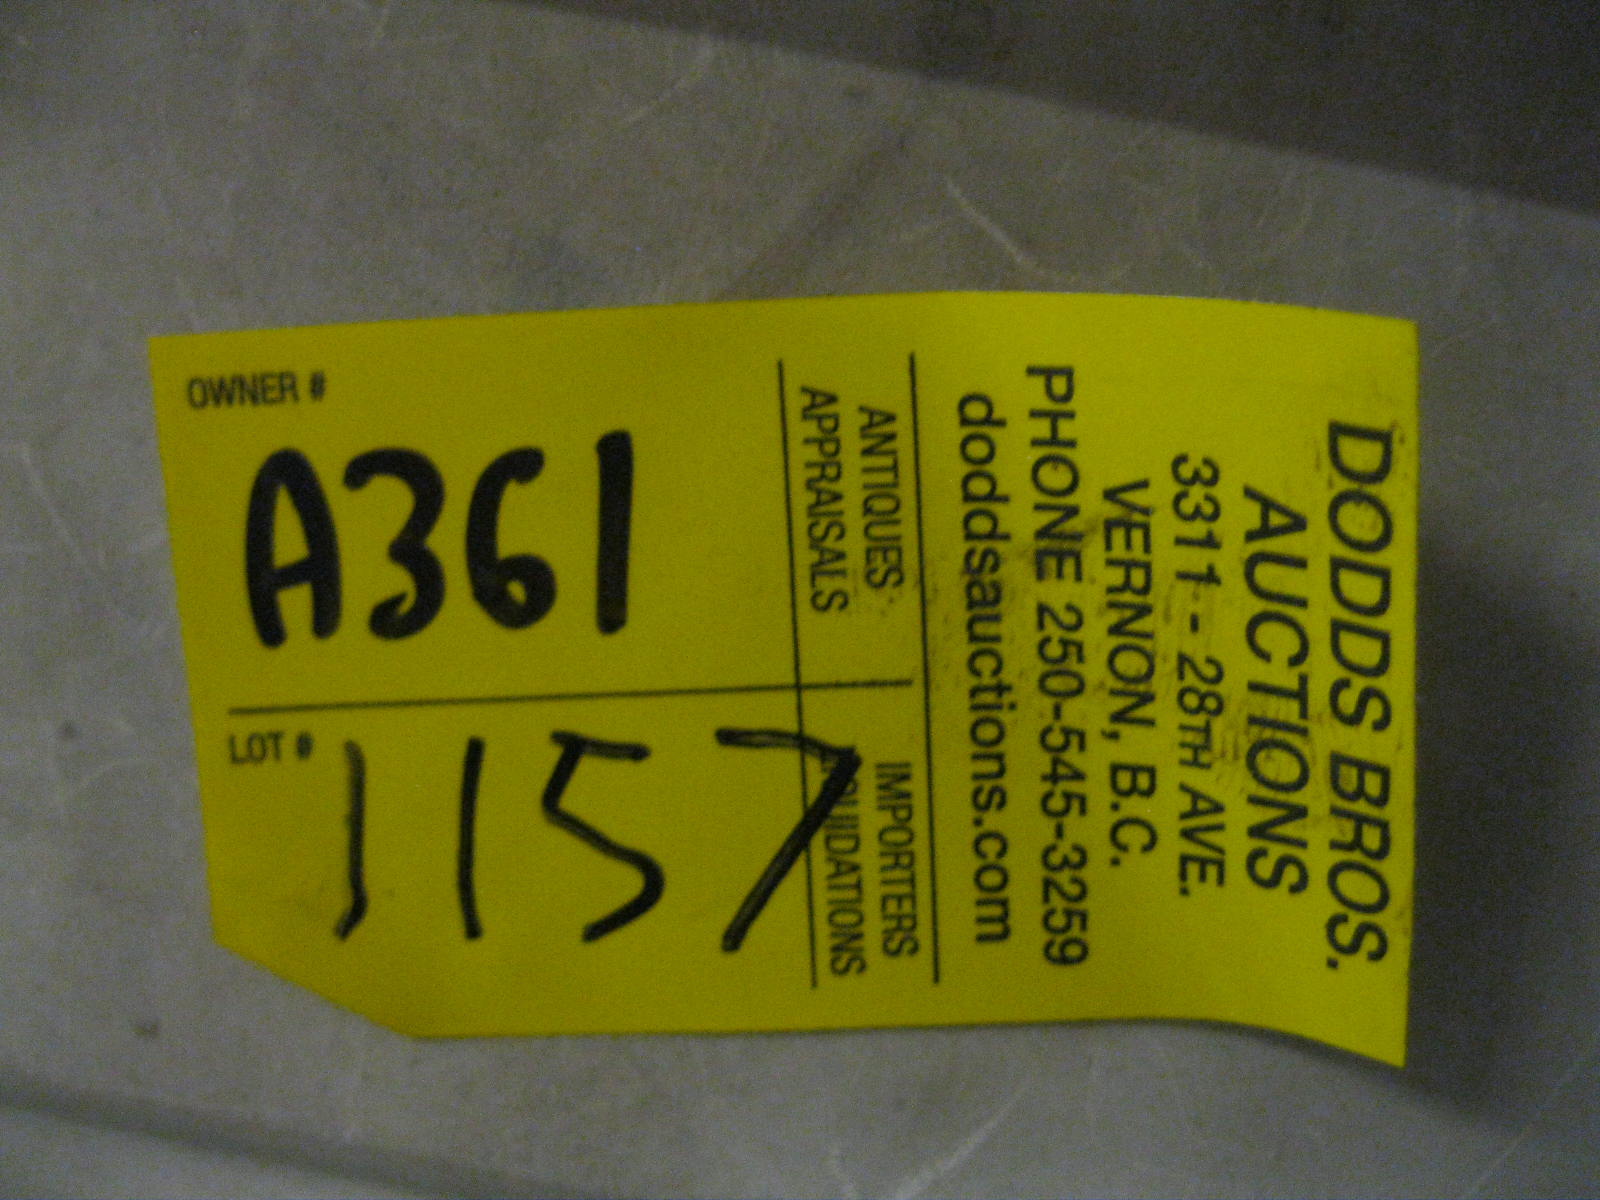 DODDS BROS.
AUCTIONS
3311 - 28TH AVE.
VERNON, B.C.
PHONE 250-545-3259
doddsauctions.com
ANTIQUES IMPORTERS
APPRAISALS LIQUIDATIONS
OWNER #
A361
LOT #
1157